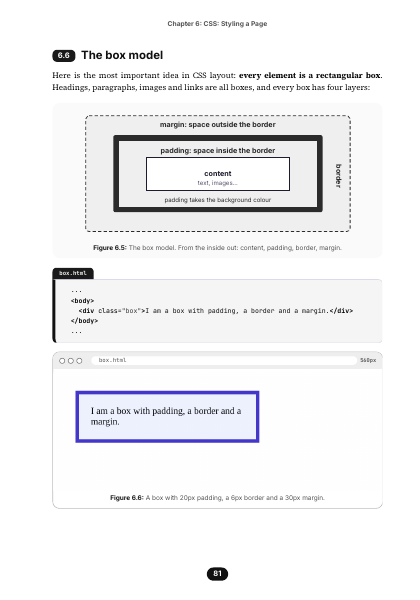 Chapter 6: CSS: Styling a Page
6.6 The box model
Here is the most important idea in CSS layout: every element is a rectangular box.
Headings, paragraphs, images and links are all boxes, and every box has four layers:
margin: space outside the border
padding: space inside the border
content
text, images...
padding takes the background colour
border
Figure 6.5: The box model. From the inside out: content, padding, border, margin.
box.html
...
<body>
<div class="box">I am a box with padding, a border and a margin.</div>
</body>
...
box.html
560px
I am a box with padding, a border and a
margin.
Figure 6.6: A box with 20px padding, a 6px border and a 30px margin.
81